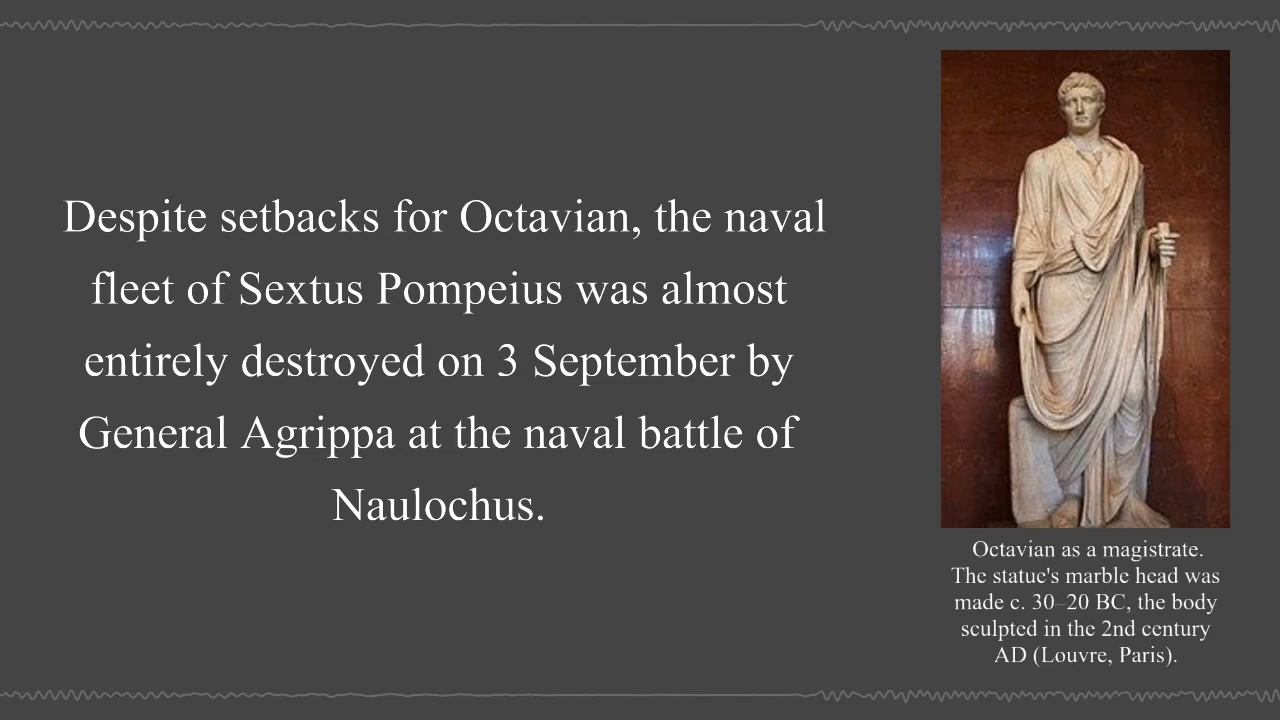 Despite setbacks for Octavian, the naval
fleet of Sextus Pompeius was almost
entirely destroyed on 3 September by
General Agrippa at the naval battle of
Naulochus.
Octavian as a magistrate.
The statue's marble head was
made c. 30–20 BC, the body
sculpted in the 2nd century
AD (Louvre, Paris).